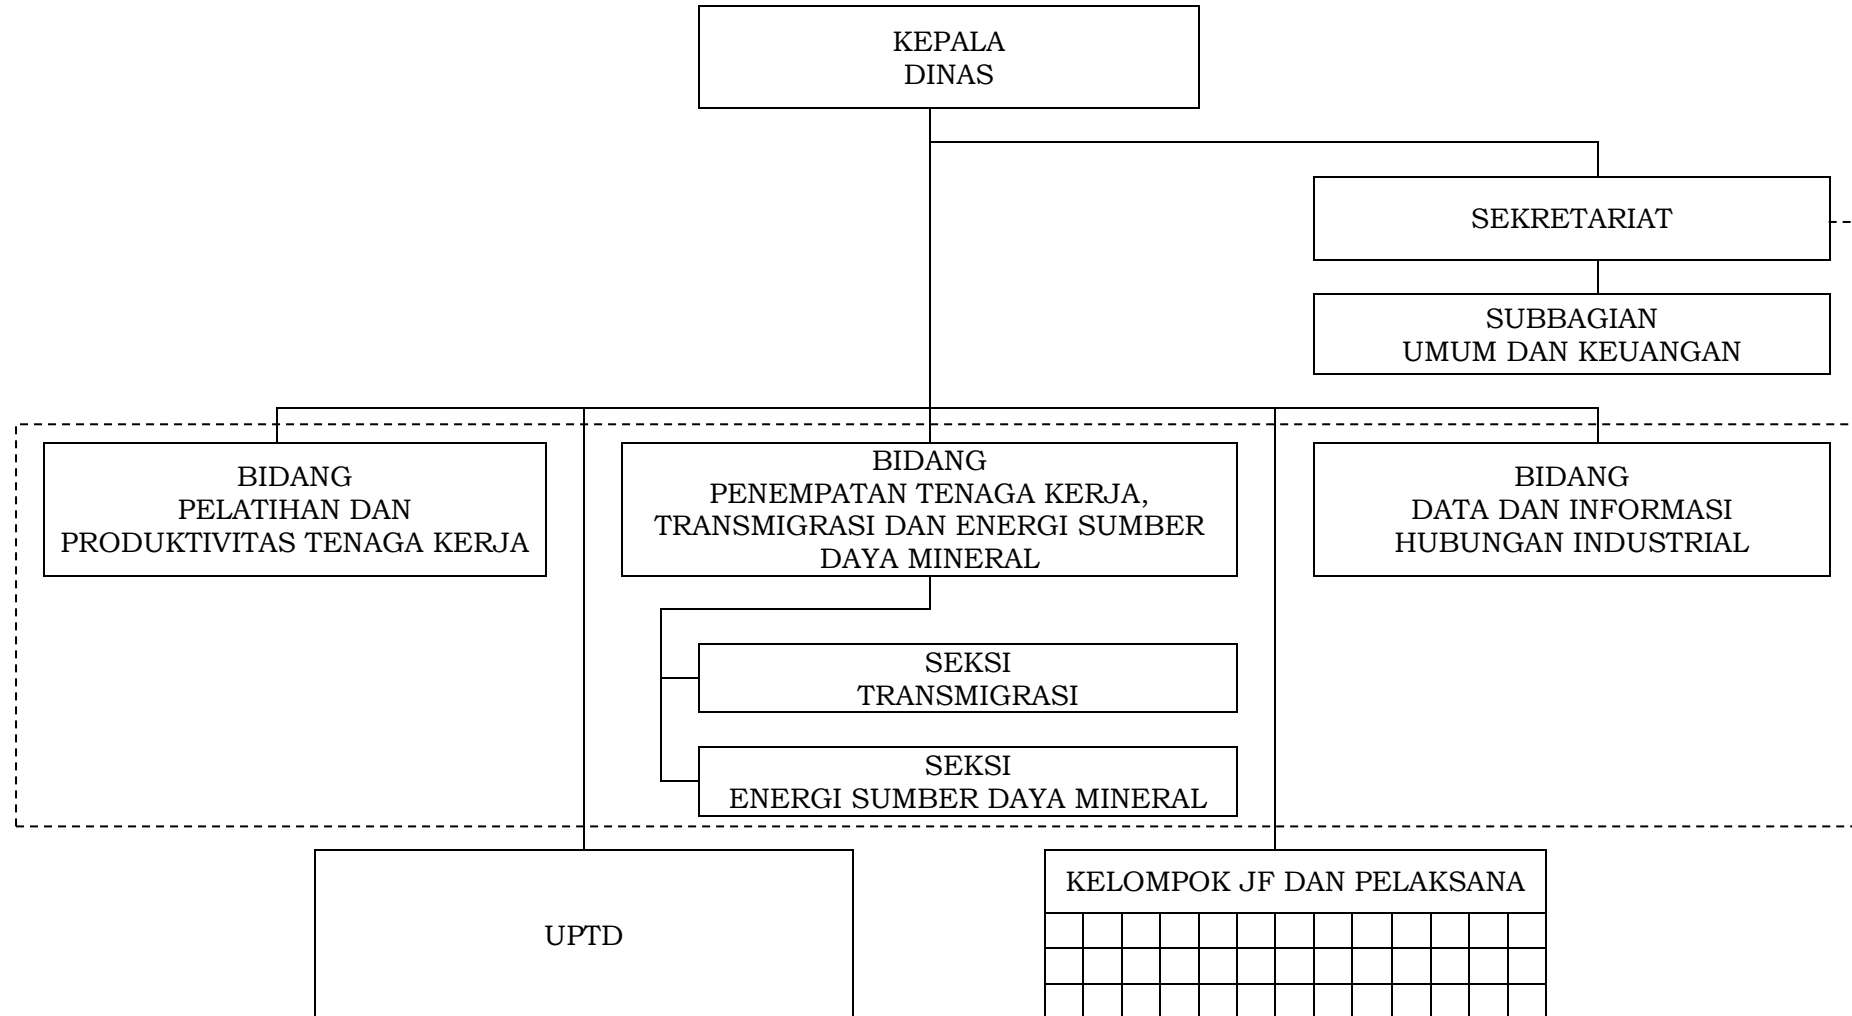 KEPALA
DINAS
SEKRETARIAT
SUBBAGIAN
UMUM DAN KEUANGAN
BIDANG
PELATIHAN DAN
PRODUKTIVITAS TENAGA KERJA
BIDANG
PENEMPATAN TENAGA KERJA,
TRANSMIGRASI DAN ENERGI SUMBER
DAYA MINERAL
BIDANG
DATA DAN INFORMASI
HUBUNGAN INDUSTRIAL
SEKSI
TRANSMIGRASI
SEKSI
ENERGI SUMBER DAYA MINERAL
UPTD
KELOMPOK JF DAN PELAKSANA